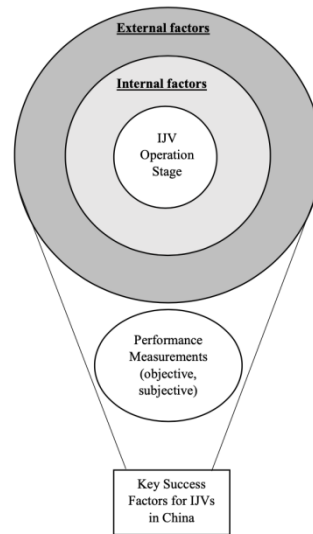 External factors
Internal factors
IJV
Operation
Stage
Performance
Measurements
(objective,
subjective)
Key Success
Factors for IJVs
in China